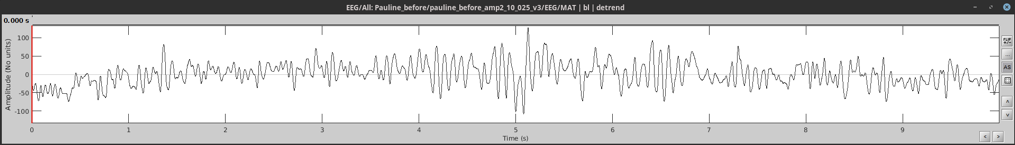 EEG/All: Pauline_before/pauline_before_amp2_10_025_v3/EEG/MAT | bl | detrend
0.000 s
Amplitude (No units)
100
50
0
-50
-100
0 1 2 3 4 5 6 7 8 9
Time (s)
AS
< >